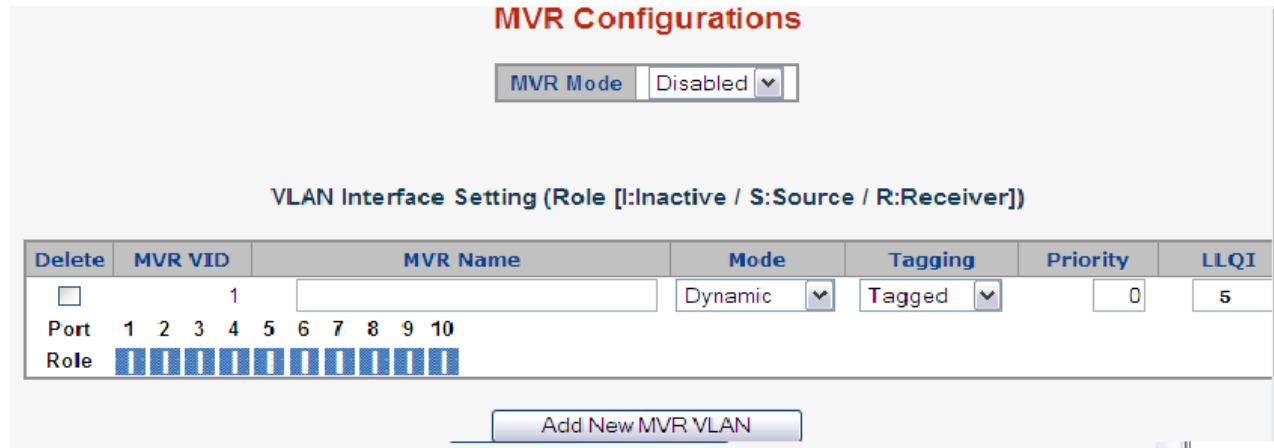 MVR Configurations
MVR Mode Disabled
VLAN Interface Setting (Role [I:Inactive / S:Source / R:Receiver])
Delete MVR VID MVR Name Mode Tagging Priority LLQI
1 Dynamic Tagged 0 5
Port 1 2 3 4 5 6 7 8 9 10
Role I I I I I I I I I I
Add New MVR VLAN